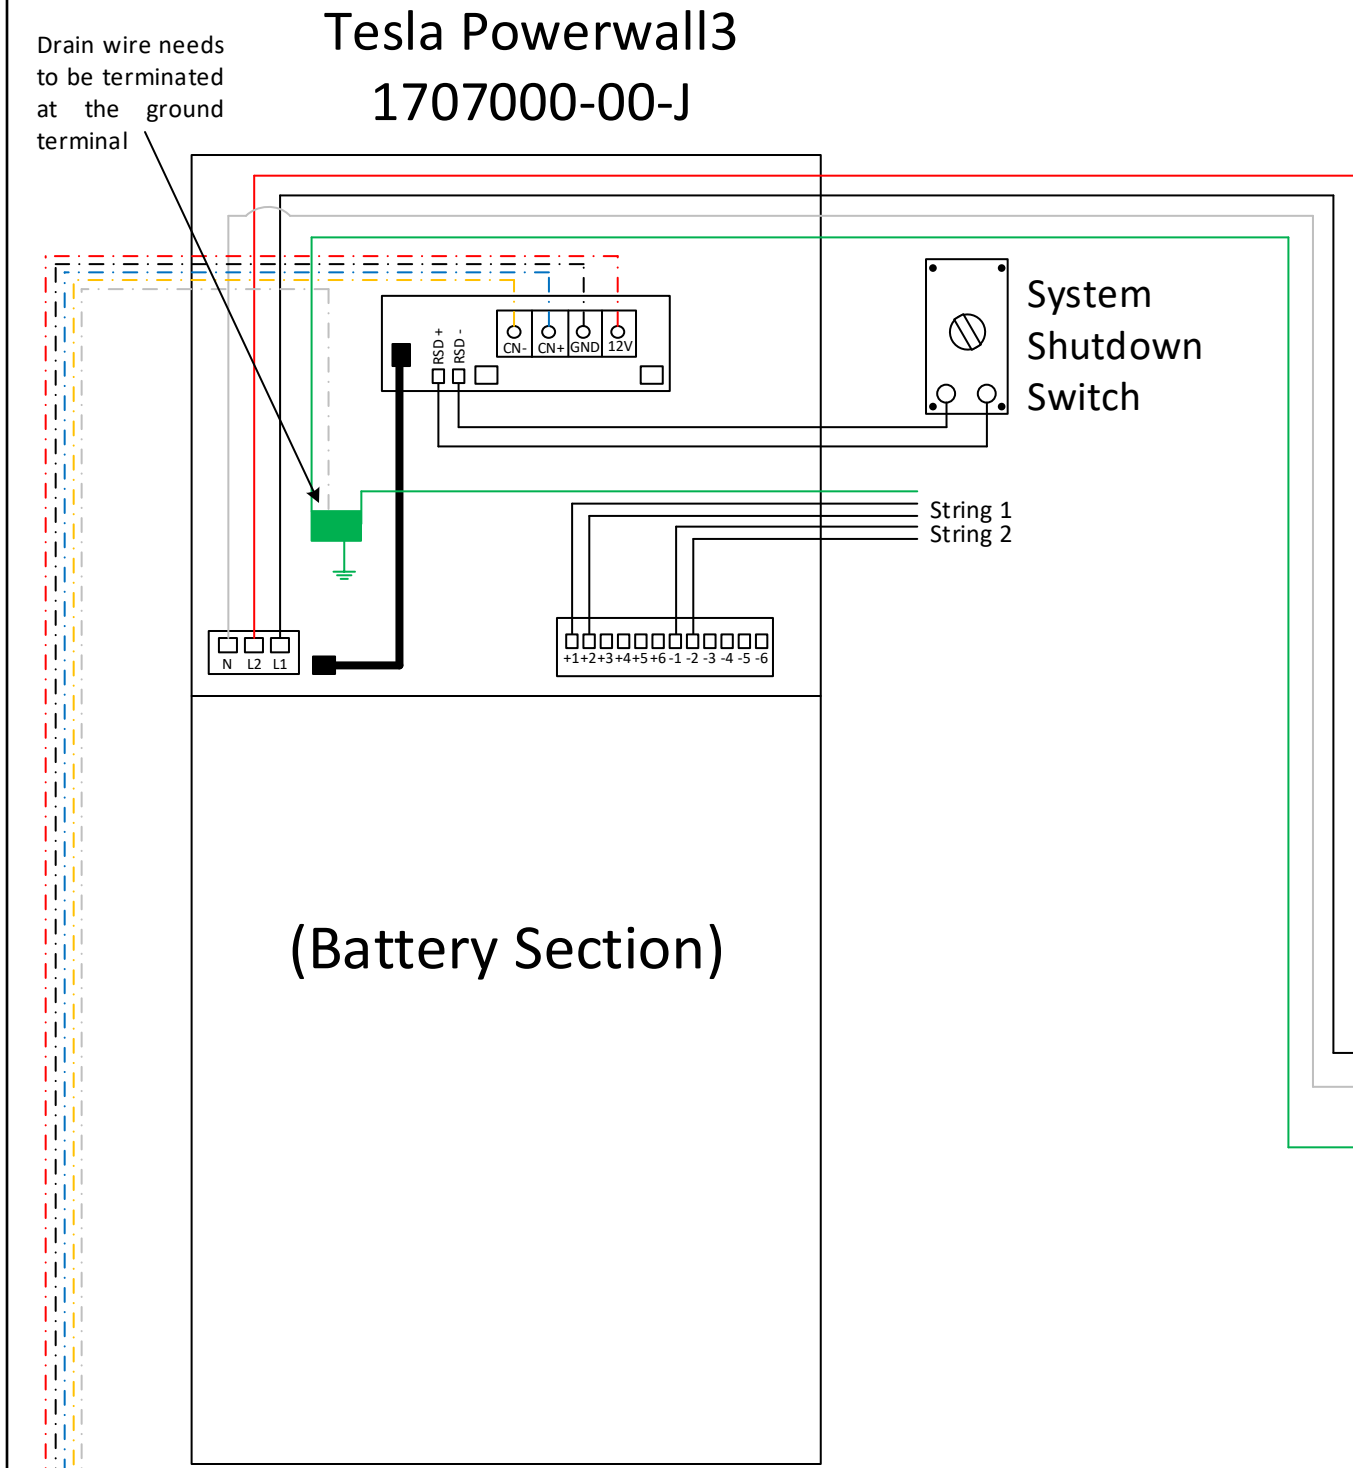 Tesla Powerwall3
1707000-00-J
Drain wire needs
to be terminated
at the ground
terminal
System
Shutdown
Switch
RSD +
RSD -
CN- CN+ GND 12V
String 1
String 2
N L2 L1
+1 +2 +3 +4 +5 +6 -1 -2 -3 -4 -5 -6
(Battery Section)